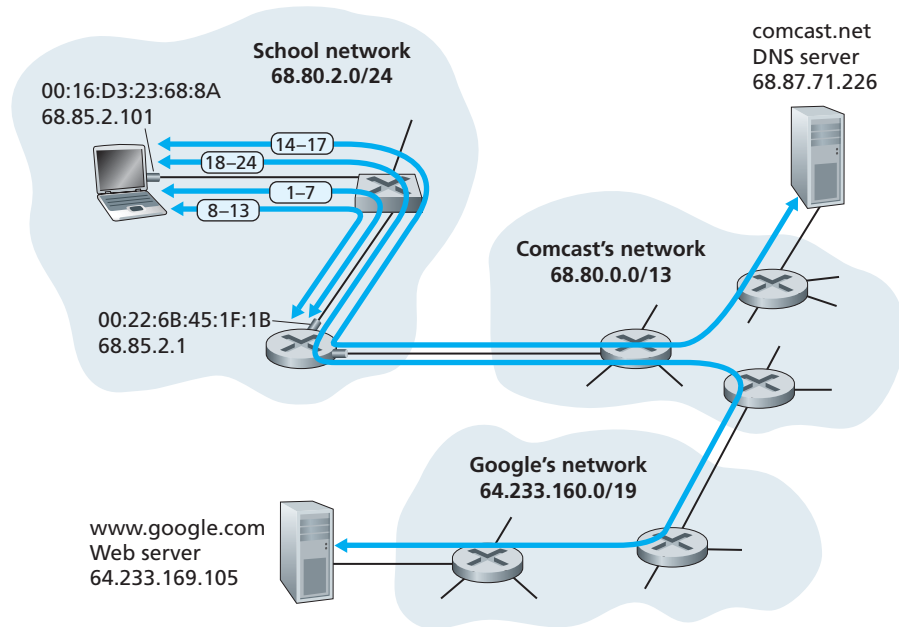 School network
68.80.2.0/24
comcast.net
DNS server
68.87.71.226
00:16:D3:23:68:8A
68.85.2.101
14–17
18–24
1–7
8–13
Comcast's network
68.80.0.0/13
00:22:6B:45:1F:1B
68.85.2.1
Google's network
64.233.160.0/19
www.google.com
Web server
64.233.169.105